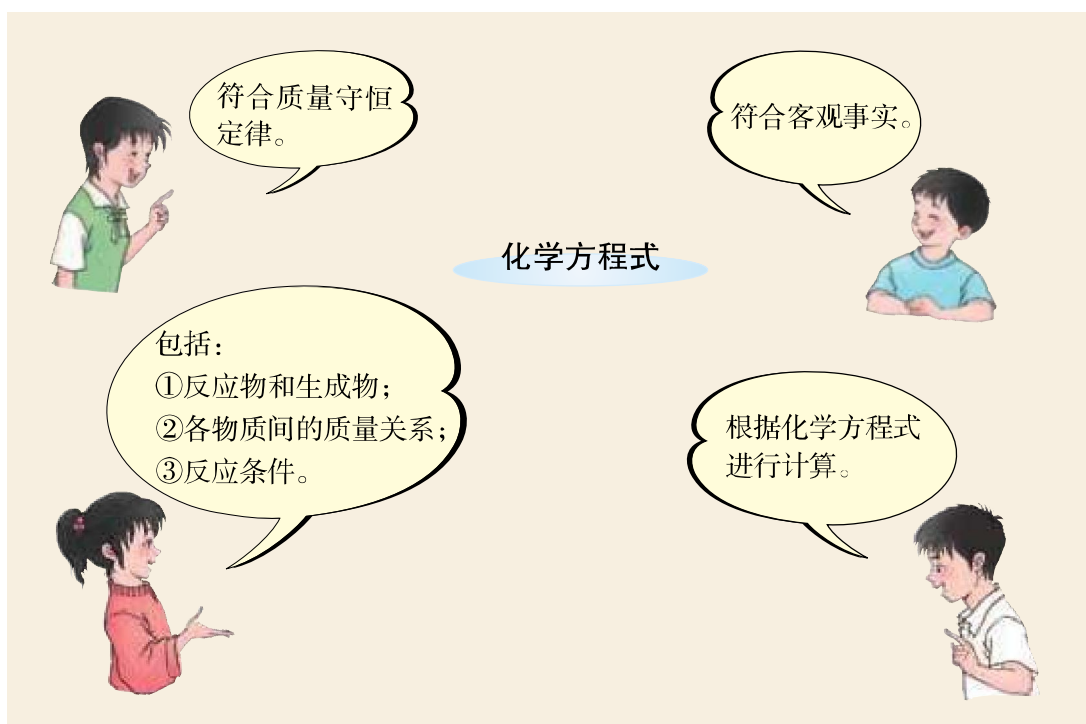 符合质量守恒
定律。
符合客观事实。
化学方程式
包括：
①反应物和生成物；
②各物质间的质量关系；
③反应条件。
根据化学方程式
进行计算。